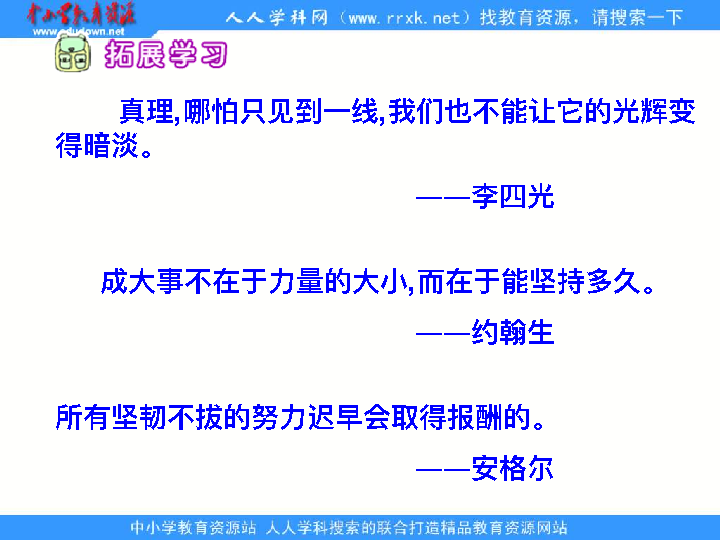 中小学教育资源
www.edudown.net
人人学科网（www.rrxk.net）找教育资源，请搜索一下
拓展学习
真理,哪怕只见到一线,我们也不能让它的光辉变
得暗淡。
——李四光
成大事不在于力量的大小,而在于能坚持多久。
——约翰生
所有坚韧不拔的努力迟早会取得报酬的。
——安格尔
中小学教育资源站 人人学科搜索的联合打造精品教育资源网站